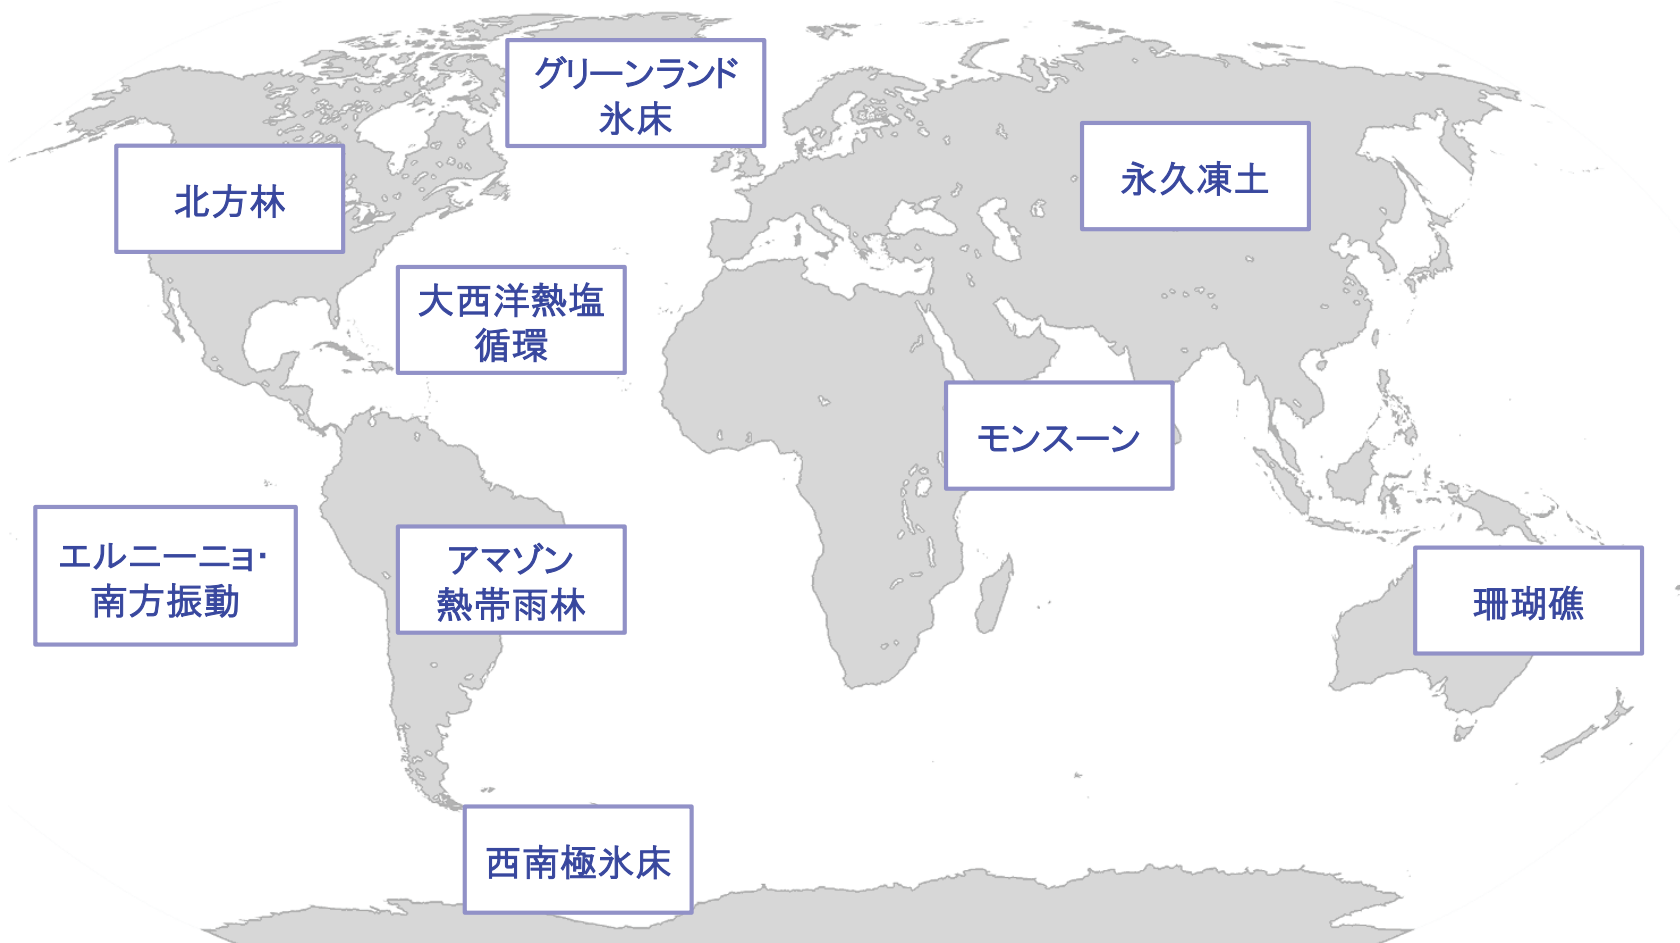 グリーンランド
氷床
永久凍土
北方林
大西洋熱塩
循環
モンスーン
エルニーニョ・
南方振動
アマゾン
熱帯雨林
珊瑚礁
西南極氷床